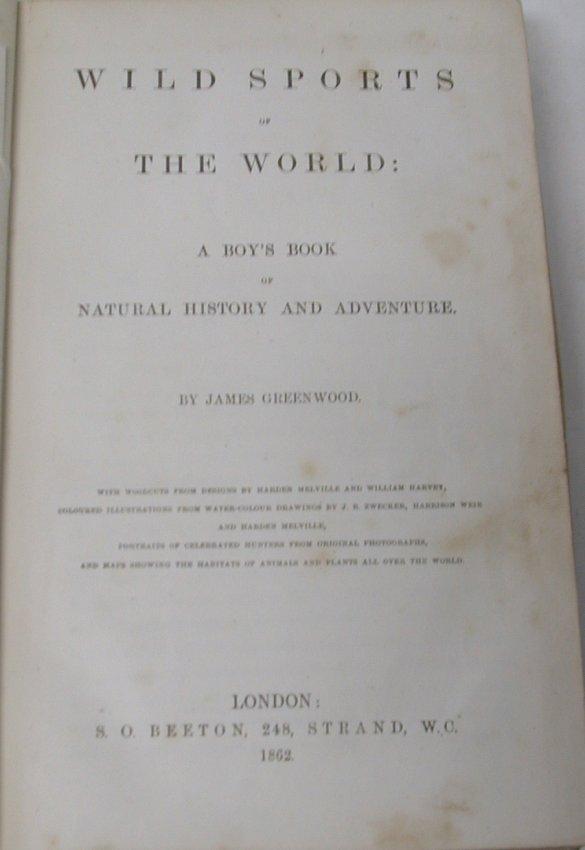 WILD SPORTS
OF
THE WORLD:
A BOY'S BOOK
OF
NATURAL HISTORY AND ADVENTURE.
BY JAMES GREENWOOD.
WITH WOODCUTS FROM DESIGNS BY HARDEN MELVILLE AND WILLIAM HARVEY,
COLOURED ILLUSTRATIONS FROM WATER-COLOUR DRAWINGS BY J. B. ZWECKER, HARRISON WEIR
AND HARDEN MELVILLE,
PORTRAITS OF CELEBRATED HUNTERS FROM ORIGINAL PHOTOGRAPHS,
AND MAPS SHOWING THE HABITATS OF ANIMALS AND PLANTS ALL OVER THE WORLD.
LONDON:
S. O. BEETON, 248, STRAND, W.C.
1862.